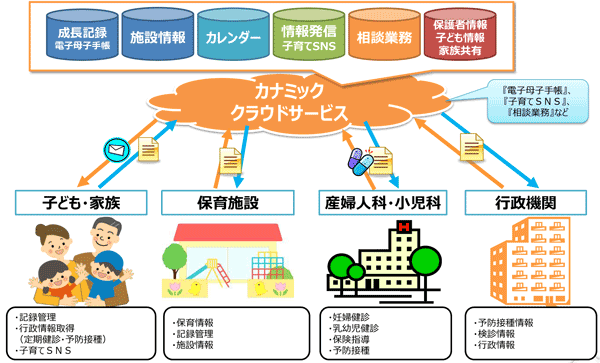 成長記録
電子母子手帳
施設情報
カレンダー
情報発信
子育てSNS
相談業務
保護者情報
子ども情報
家族共有
カナミック
クラウドサービス
『電子母子手帳』、
『子育てＳＮＳ』、
『相談業務』など
子ども・家族
保育施設
産婦人科・小児科
行政機関
・記録管理
・行政情報取得
（定期健診・予防接種）
・子育てＳＮＳ
・保育情報
・記録管理
・施設情報
・妊婦健診
・乳幼児健診
・保険指導
・予防接種
・予防接種情報
・検診情報
・行政情報